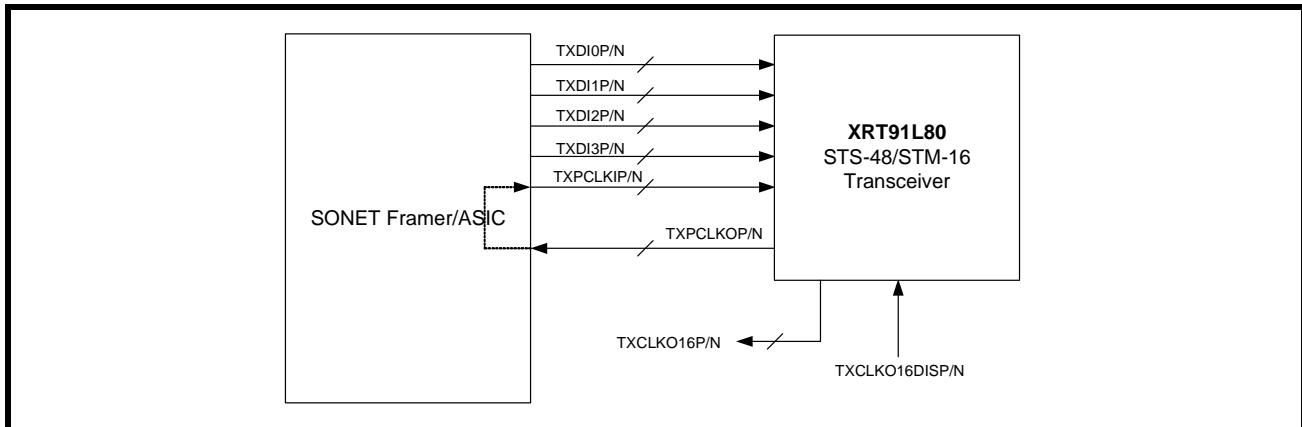 TXDI0P/N
TXDI1P/N
TXDI2P/N
TXDI3P/N
TXPCLKIP/N
SONET Framer/ASIC
TXPCLKOP/N
XRT91L80
STS-48/STM-16
Transceiver
TXCLKO16P/N
TXCLKO16DISP/N